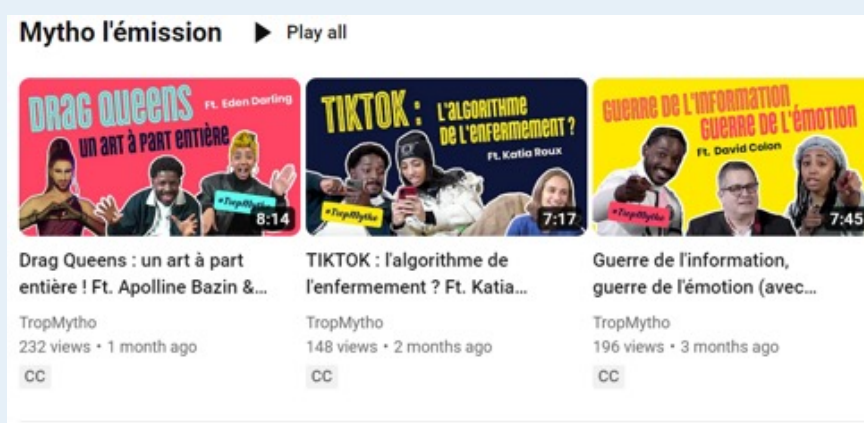 Mytho l'émission Play all
DRAG QUEENS
Ft. Eden Darling
UN ART À PART ENTIÈRE
#TropMytho
8:14
TIKTOK : L'ALGORITHME
DE L'ENFERMEMENT ?
Ft. Katia Roux
#TropMytho
7:17
GUERRE DE L'INFORMATION
GUERRE DE L'ÉMOTION
Ft. David Colon
#TropMytho
7:45
Drag Queens : un art à part
entière ! Ft. Apolline Bazin &...
TropMytho
232 views • 1 month ago
CC
TIKTOK : l'algorithme de
l'enfermement ? Ft. Katia...
TropMytho
148 views • 2 months ago
CC
Guerre de l'information,
guerre de l'émotion (avec...
TropMytho
196 views • 3 months ago
CC